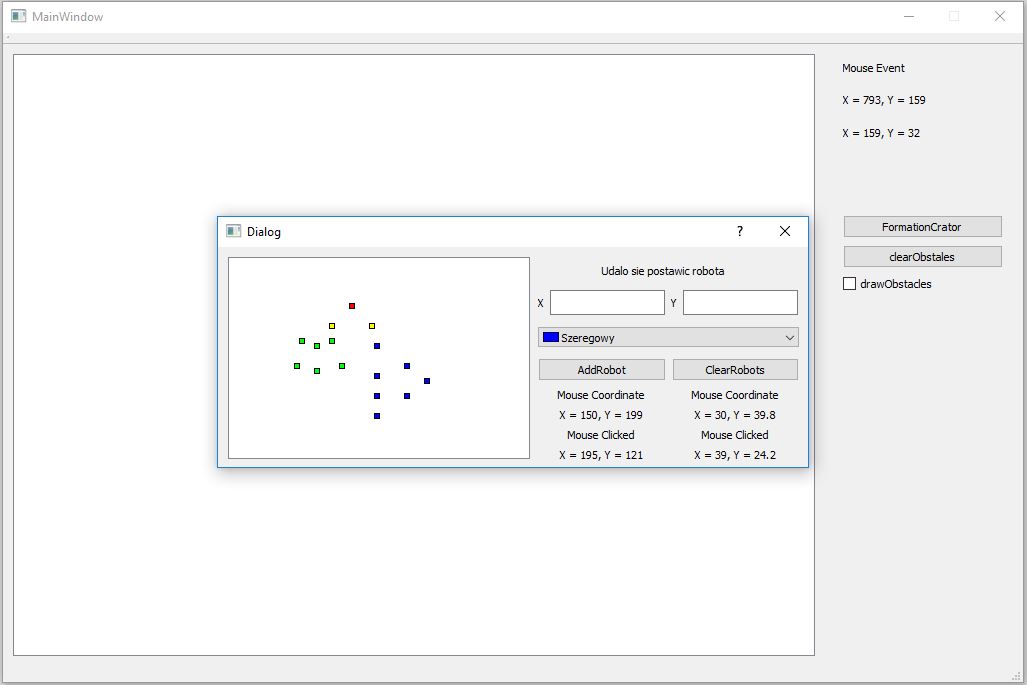 MainWindow
Mouse Event
X = 793, Y = 159
X = 159, Y = 32
FormationCrator
clearObstales
drawObstacles
Dialog
?
Udalo sie postawic robota
X
Y
Szeregowy
AddRobot
ClearRobots
Mouse Coordinate
Mouse Coordinate
X = 150, Y = 199
X = 30, Y = 39.8
Mouse Clicked
Mouse Clicked
X = 195, Y = 121
X = 39, Y = 24.2